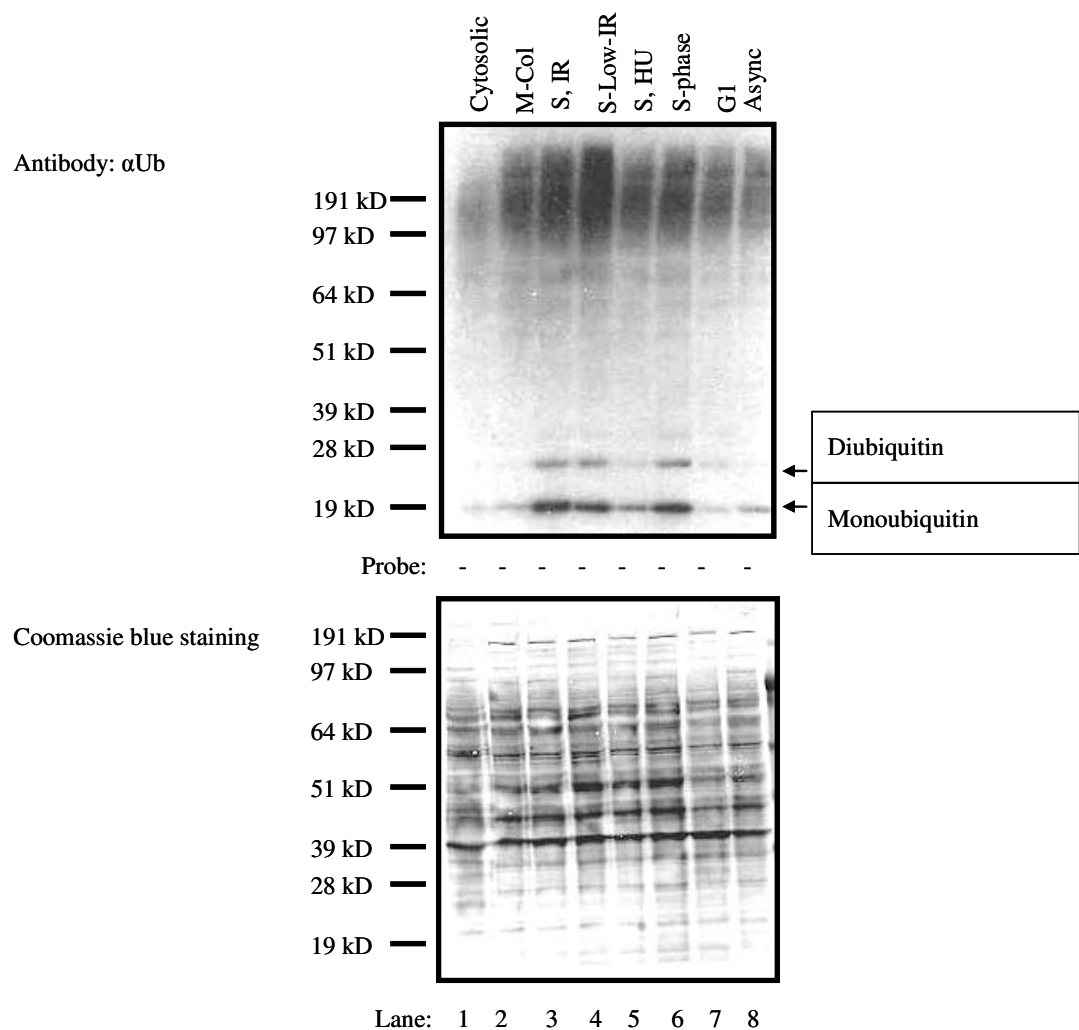 Cytosolic
M-Col
S, IR
S-Low-IR
S, HU
S-phase
G1
Async
Antibody: αUb
191 kD
97 kD
64 kD
51 kD
39 kD
28 kD
19 kD
Diubiquitin
Monoubiquitin
Probe: - - - - - - - -
Coomassie blue staining
191 kD
97 kD
64 kD
51 kD
39 kD
28 kD
19 kD
Lane: 1 2 3 4 5 6 7 8